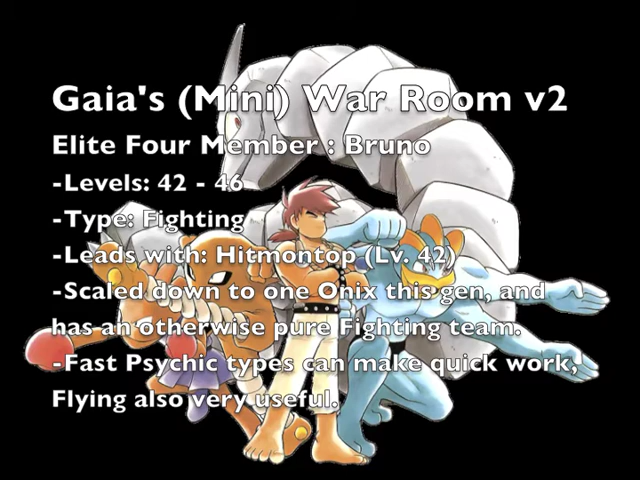 Gaia's (Mini) War Room v2
Elite Four Member : Bruno
-Levels: 42 - 46
-Type: Fighting
-Leads with: Hitmontop (Lv. 42)
-Scaled down to one Onix this gen, and
has an otherwise pure Fighting team.
-Fast Psychic types can make quick work,
Flying also very useful.